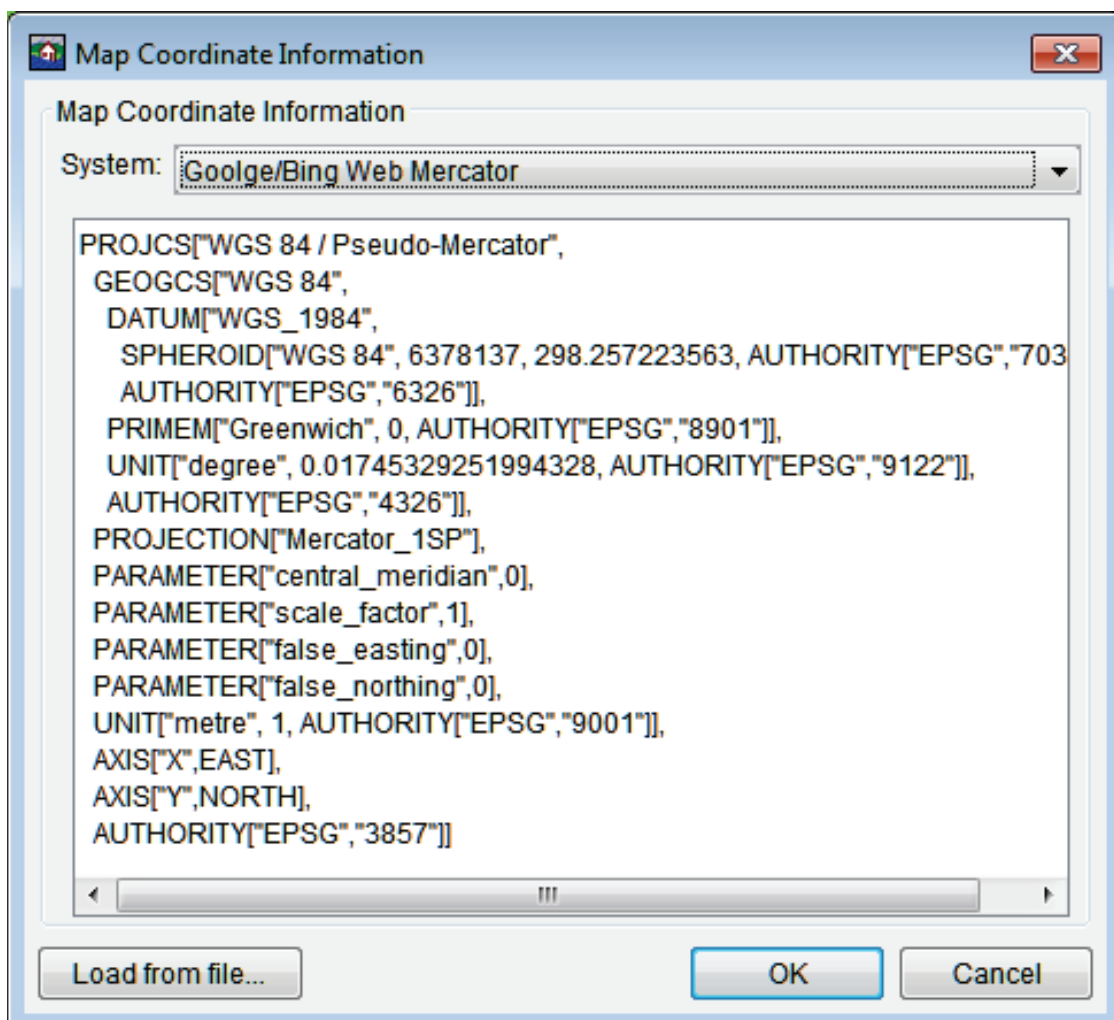 Map Coordinate Information
Map Coordinate Information
System: Goolge/Bing Web Mercator
PROJCS["WGS 84 / Pseudo-Mercator",
GEOGCS["WGS 84",
DATUM["WGS_1984",
SPHEROID["WGS 84", 6378137, 298.257223563, AUTHORITY["EPSG","703
AUTHORITY["EPSG","6326"]],
PRIMEM["Greenwich", 0, AUTHORITY["EPSG","8901"]],
UNIT["degree", 0.01745329251994328, AUTHORITY["EPSG","9122"]],
AUTHORITY["EPSG","4326"]],
PROJECTION["Mercator_1SP"],
PARAMETER["central_meridian",0],
PARAMETER["scale_factor",1],
PARAMETER["false_easting",0],
PARAMETER["false_northing",0],
UNIT["metre", 1, AUTHORITY["EPSG","9001"]],
AXIS["X",EAST],
AXIS["Y",NORTH],
AUTHORITY["EPSG","3857"]]
Load from file... OK Cancel